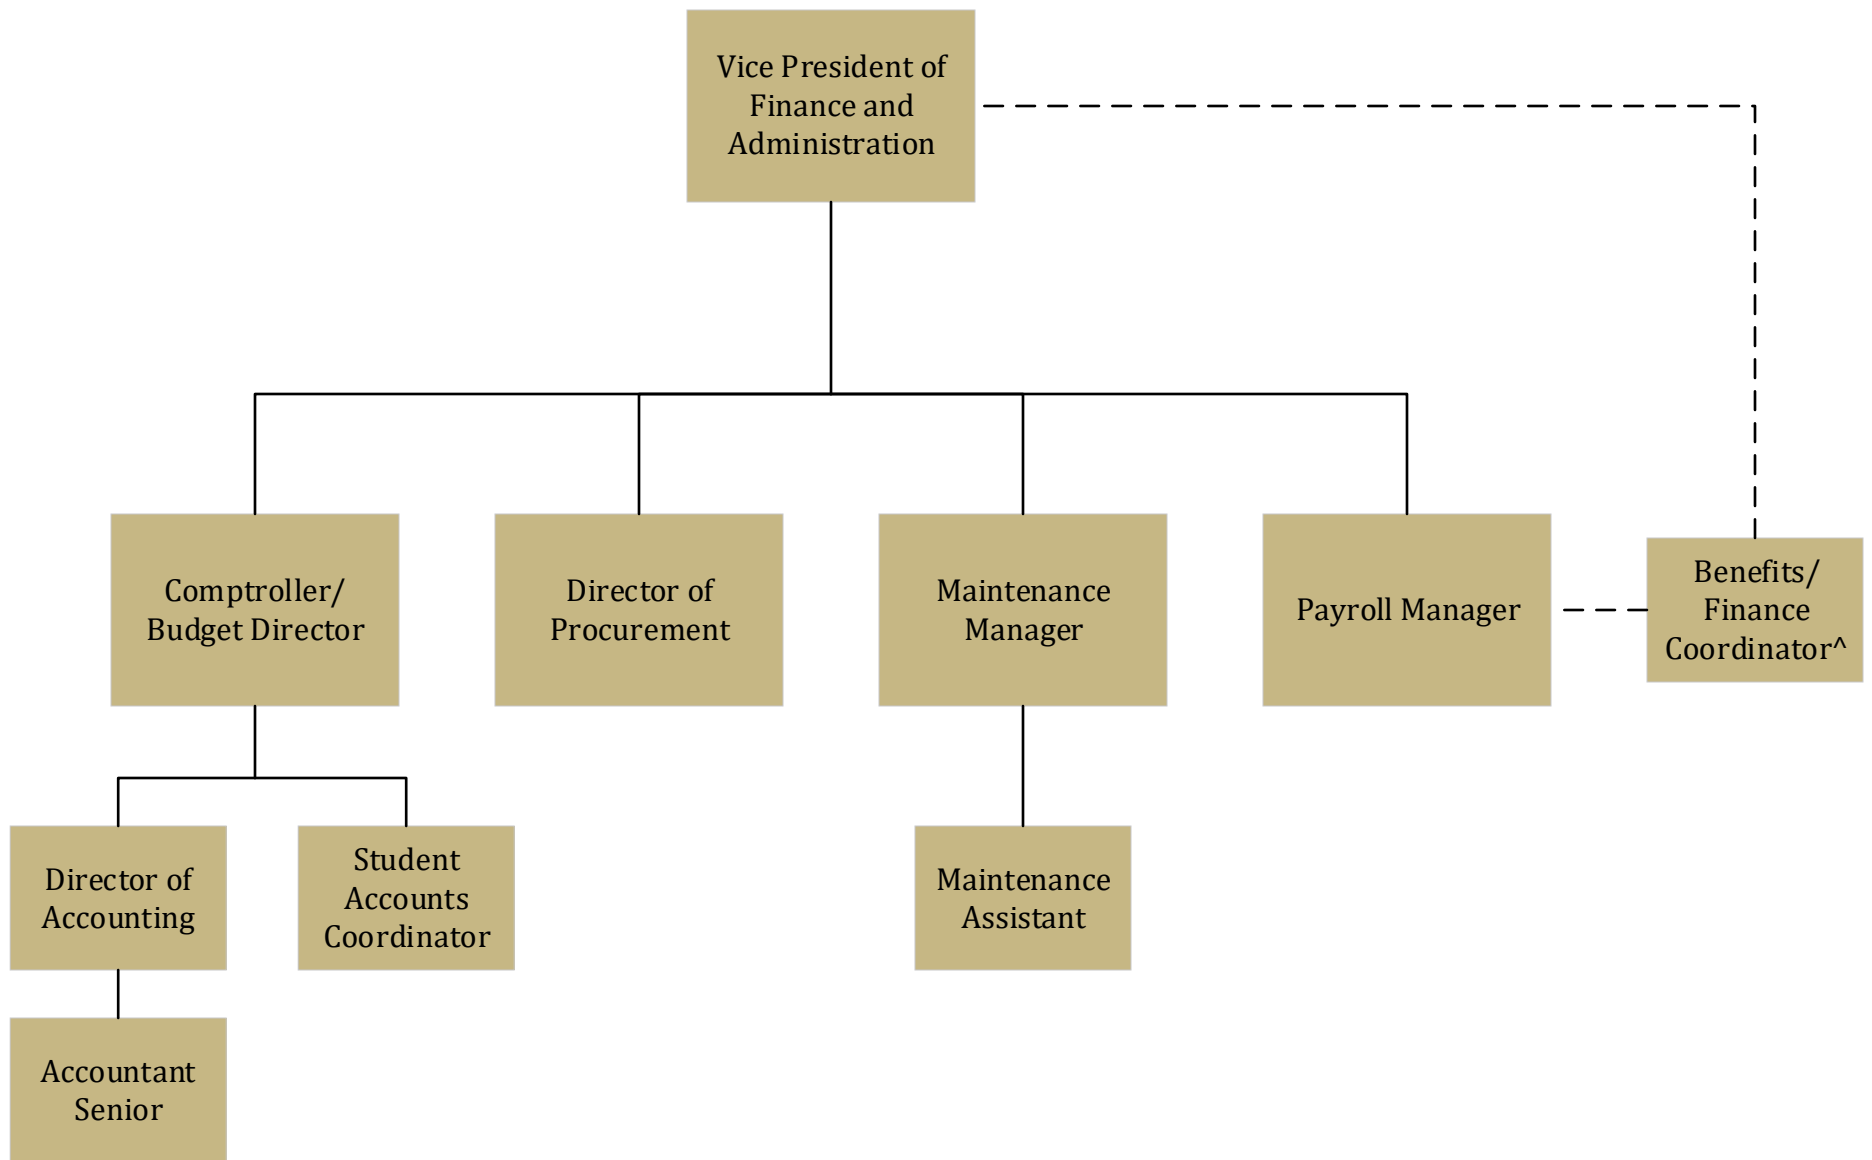 Vice President of
Finance and
Administration
Comptroller/
Budget Director
Director of
Procurement
Maintenance
Manager
Payroll Manager
Benefits/
Finance
Coordinator^
Director of
Accounting
Student
Accounts
Coordinator
Maintenance
Assistant
Accountant
Senior